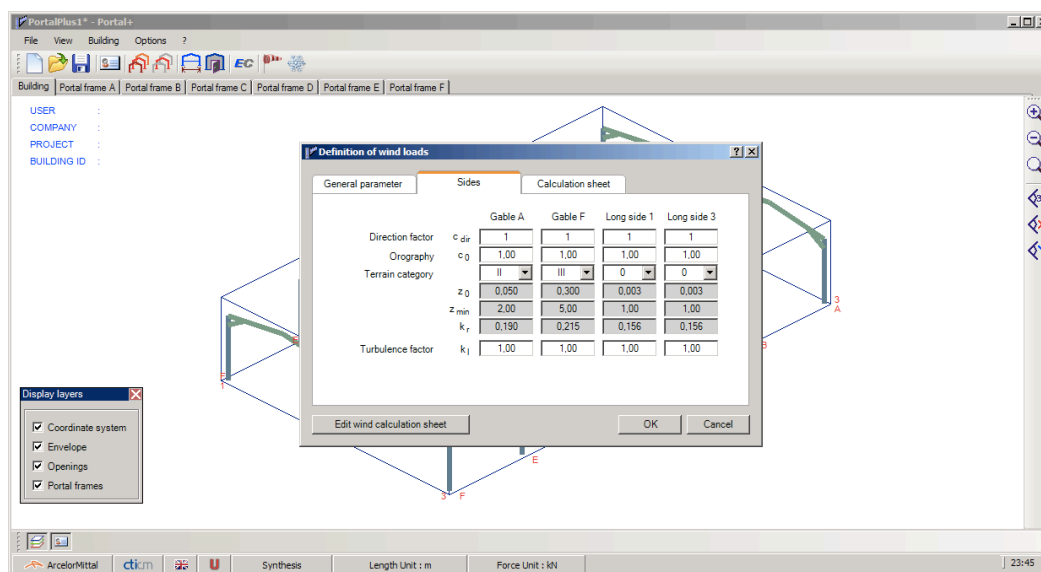 PortalPlus1* - Portal+
File View Building Options ?
EC
Building Portal frame A Portal frame B Portal frame C Portal frame D Portal frame E Portal frame F
USER :
COMPANY :
PROJECT :
BUILDING ID :
Definition of wind loads
General parameter Sides Calculation sheet
Gable A Gable F Long side 1 Long side 3
Direction factor c dir 1 1 1 1
Orography c 0 1,00 1,00 1,00 1,00
Terrain category II III 0 0
z 0 0,050 0,300 0,003 0,003
z min 2,00 5,00 1,00 1,00
k r 0,190 0,215 0,156 0,156
Turbulence factor k l 1,00 1,00 1,00 1,00
Edit wind calculation sheet OK Cancel
3
A
B
F
1
E
3 F
Display layers
Coordinate system
Envelope
Openings
Portal frames
ArcelorMittal cticm U Synthesis Length Unit : m Force Unit : kN 23:45